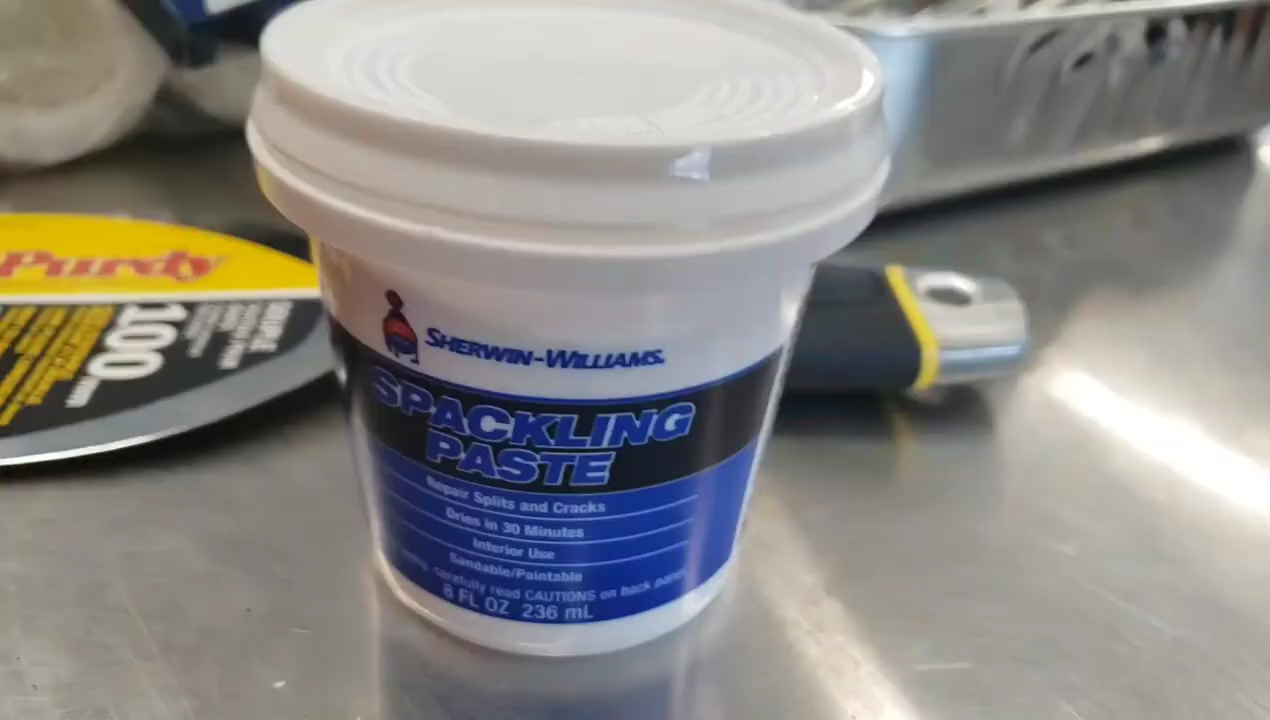 Purdy
100mm
SHERWIN-WILLIAMS.
SPACKLING
PASTE
Repair Splits and Cracks
Dries in 30 Minutes
Interior Use
Sandable/Paintable
carefully read CAUTIONS on back panel
8 FL OZ 236 mL